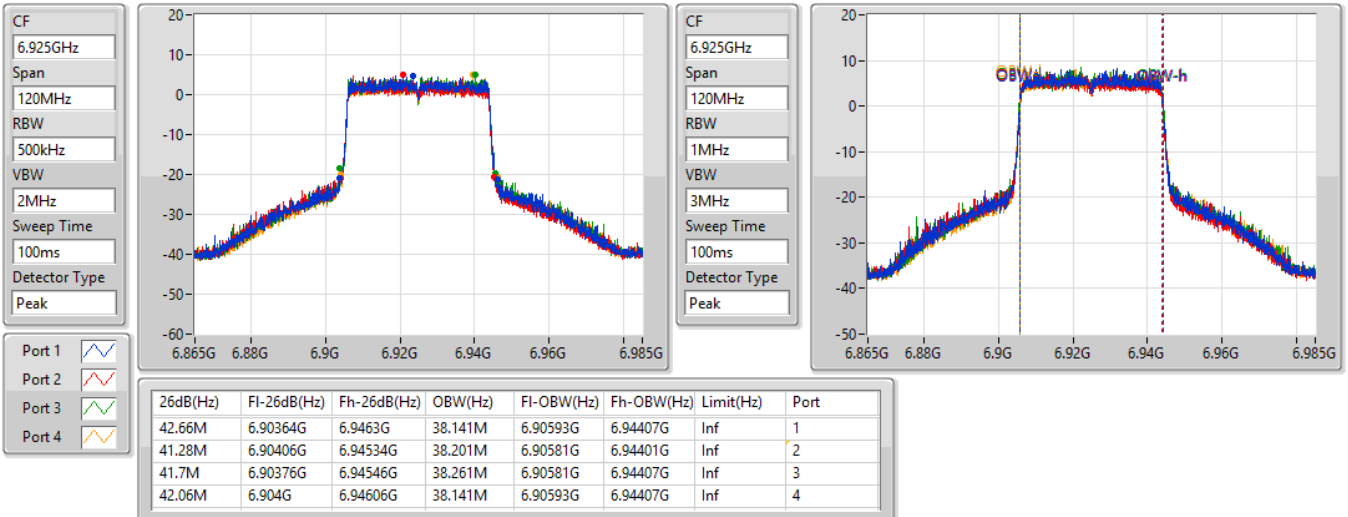 CF
6.925GHz
Span
120MHz
RBW
500kHz
VBW
2MHz
Sweep Time
100ms
Detector Type
Peak
20-
10-
0-
-10-
-20-
-30-
-40-
-50-
-60-
6.865G 6.88G 6.9G 6.92G 6.94G 6.96G 6.985G
CF
6.925GHz
Span
120MHz
RBW
1MHz
VBW
3MHz
Sweep Time
100ms
Detector Type
Peak
20-
10-
0-
-10-
-20-
-30-
-40-
-50-
OBW-l OBW-h
6.865G 6.88G 6.9G 6.92G 6.94G 6.96G 6.985G
Port 1
Port 2
Port 3
Port 4
26dB(Hz) Fl-26dB(Hz) Fh-26dB(Hz) OBW(Hz) Fl-OBW(Hz) Fh-OBW(Hz) Limit(Hz) Port
42.66M 6.90364G 6.9463G 38.141M 6.90593G 6.94407G Inf 1
41.28M 6.90406G 6.94534G 38.201M 6.90581G 6.94401G Inf 2
41.7M 6.90376G 6.94546G 38.261M 6.90581G 6.94407G Inf 3
42.06M 6.904G 6.94606G 38.141M 6.90593G 6.94407G Inf 4